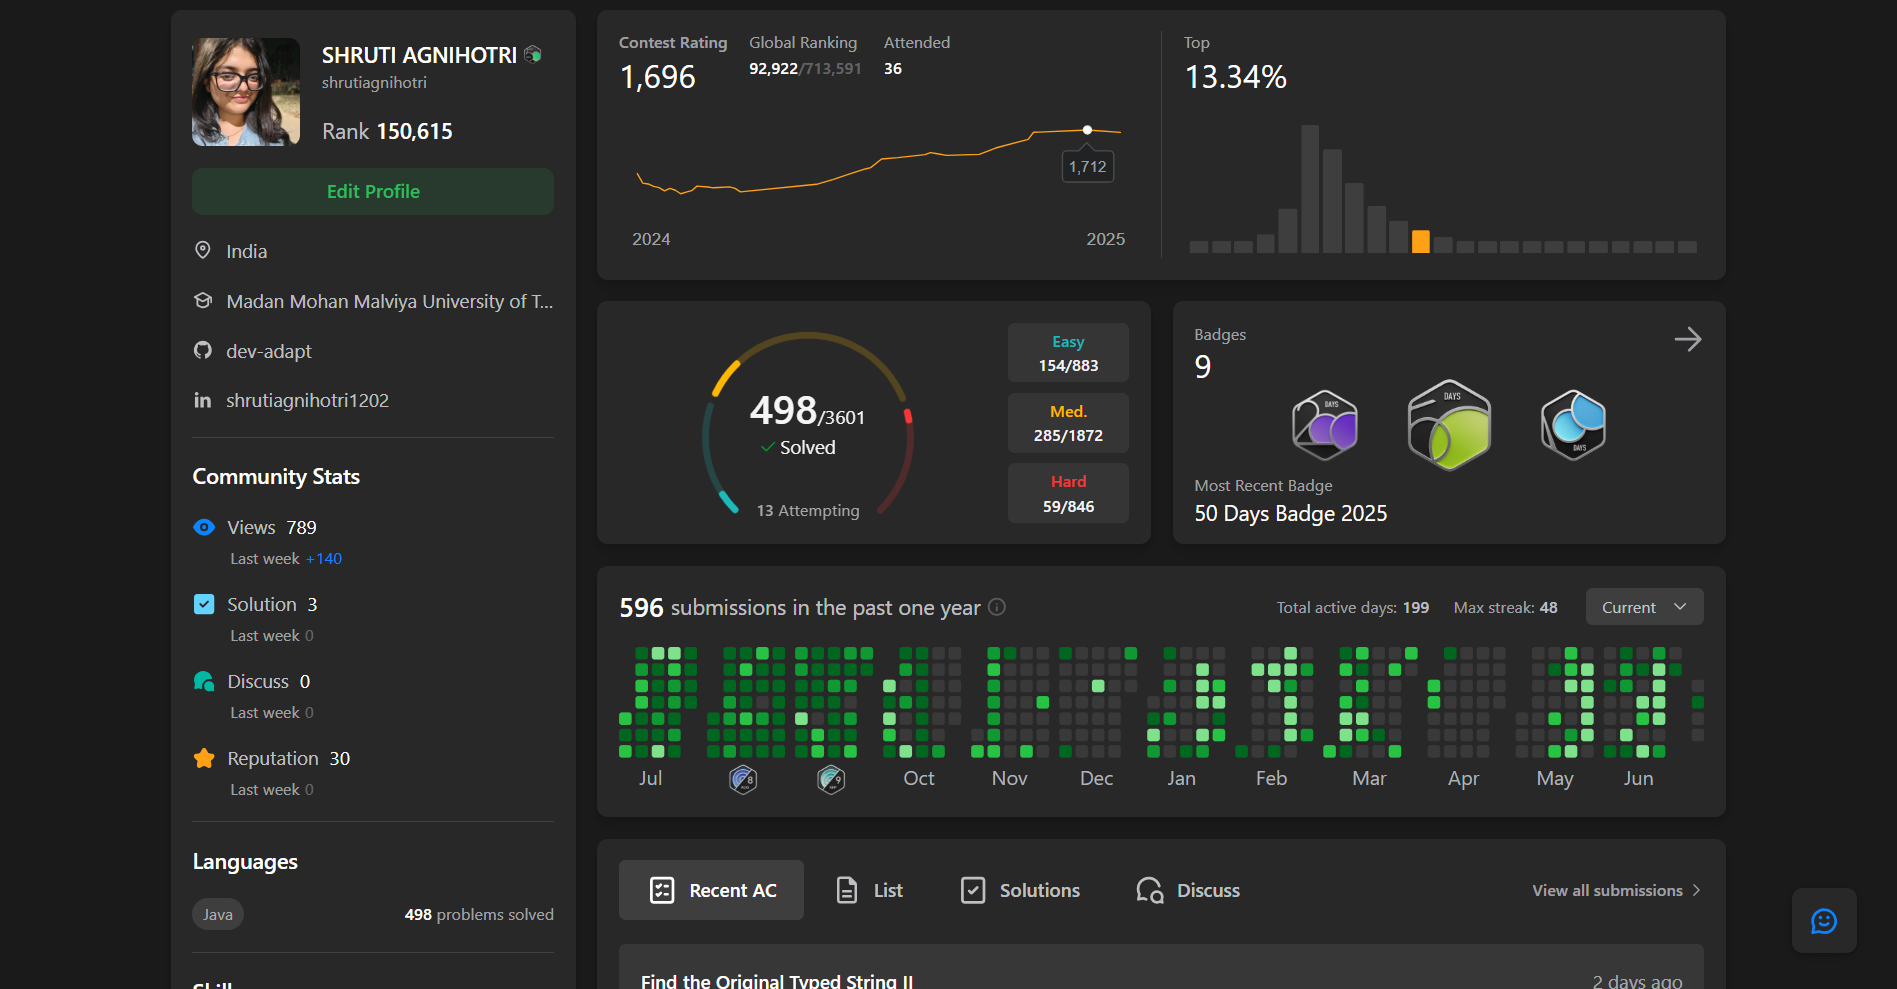 SHRUTI AGNIHOTRI
shrutiagnihotri
Rank 150,615
Edit Profile
India
Madan Mohan Malviya University of T...
dev-adapt
shrutiagnihotri1202
Community Stats
Views 789
Last week +140
Solution 3
Last week 0
Discuss 0
Last week 0
Reputation 30
Last week 0
Languages
Java
498 problems solved
Contest Rating
1,696
Global Ranking
92,922/713,591
Attended
36
1,712
2024
2025
Top
13.34%
498/3601
Solved
13 Attempting
Easy
154/883
Med.
285/1872
Hard
59/846
Badges
9
DAYS
DAYS
DAYS
Most Recent Badge
50 Days Badge 2025
596 submissions in the past one year
Total active days: 199
Max streak: 48
Current
Jul
8
9
Oct
Nov
Dec
Jan
Feb
Mar
Apr
May
Jun
Recent AC
List
Solutions
Discuss
View all submissions
Find the Original Typed String II
2 days ago